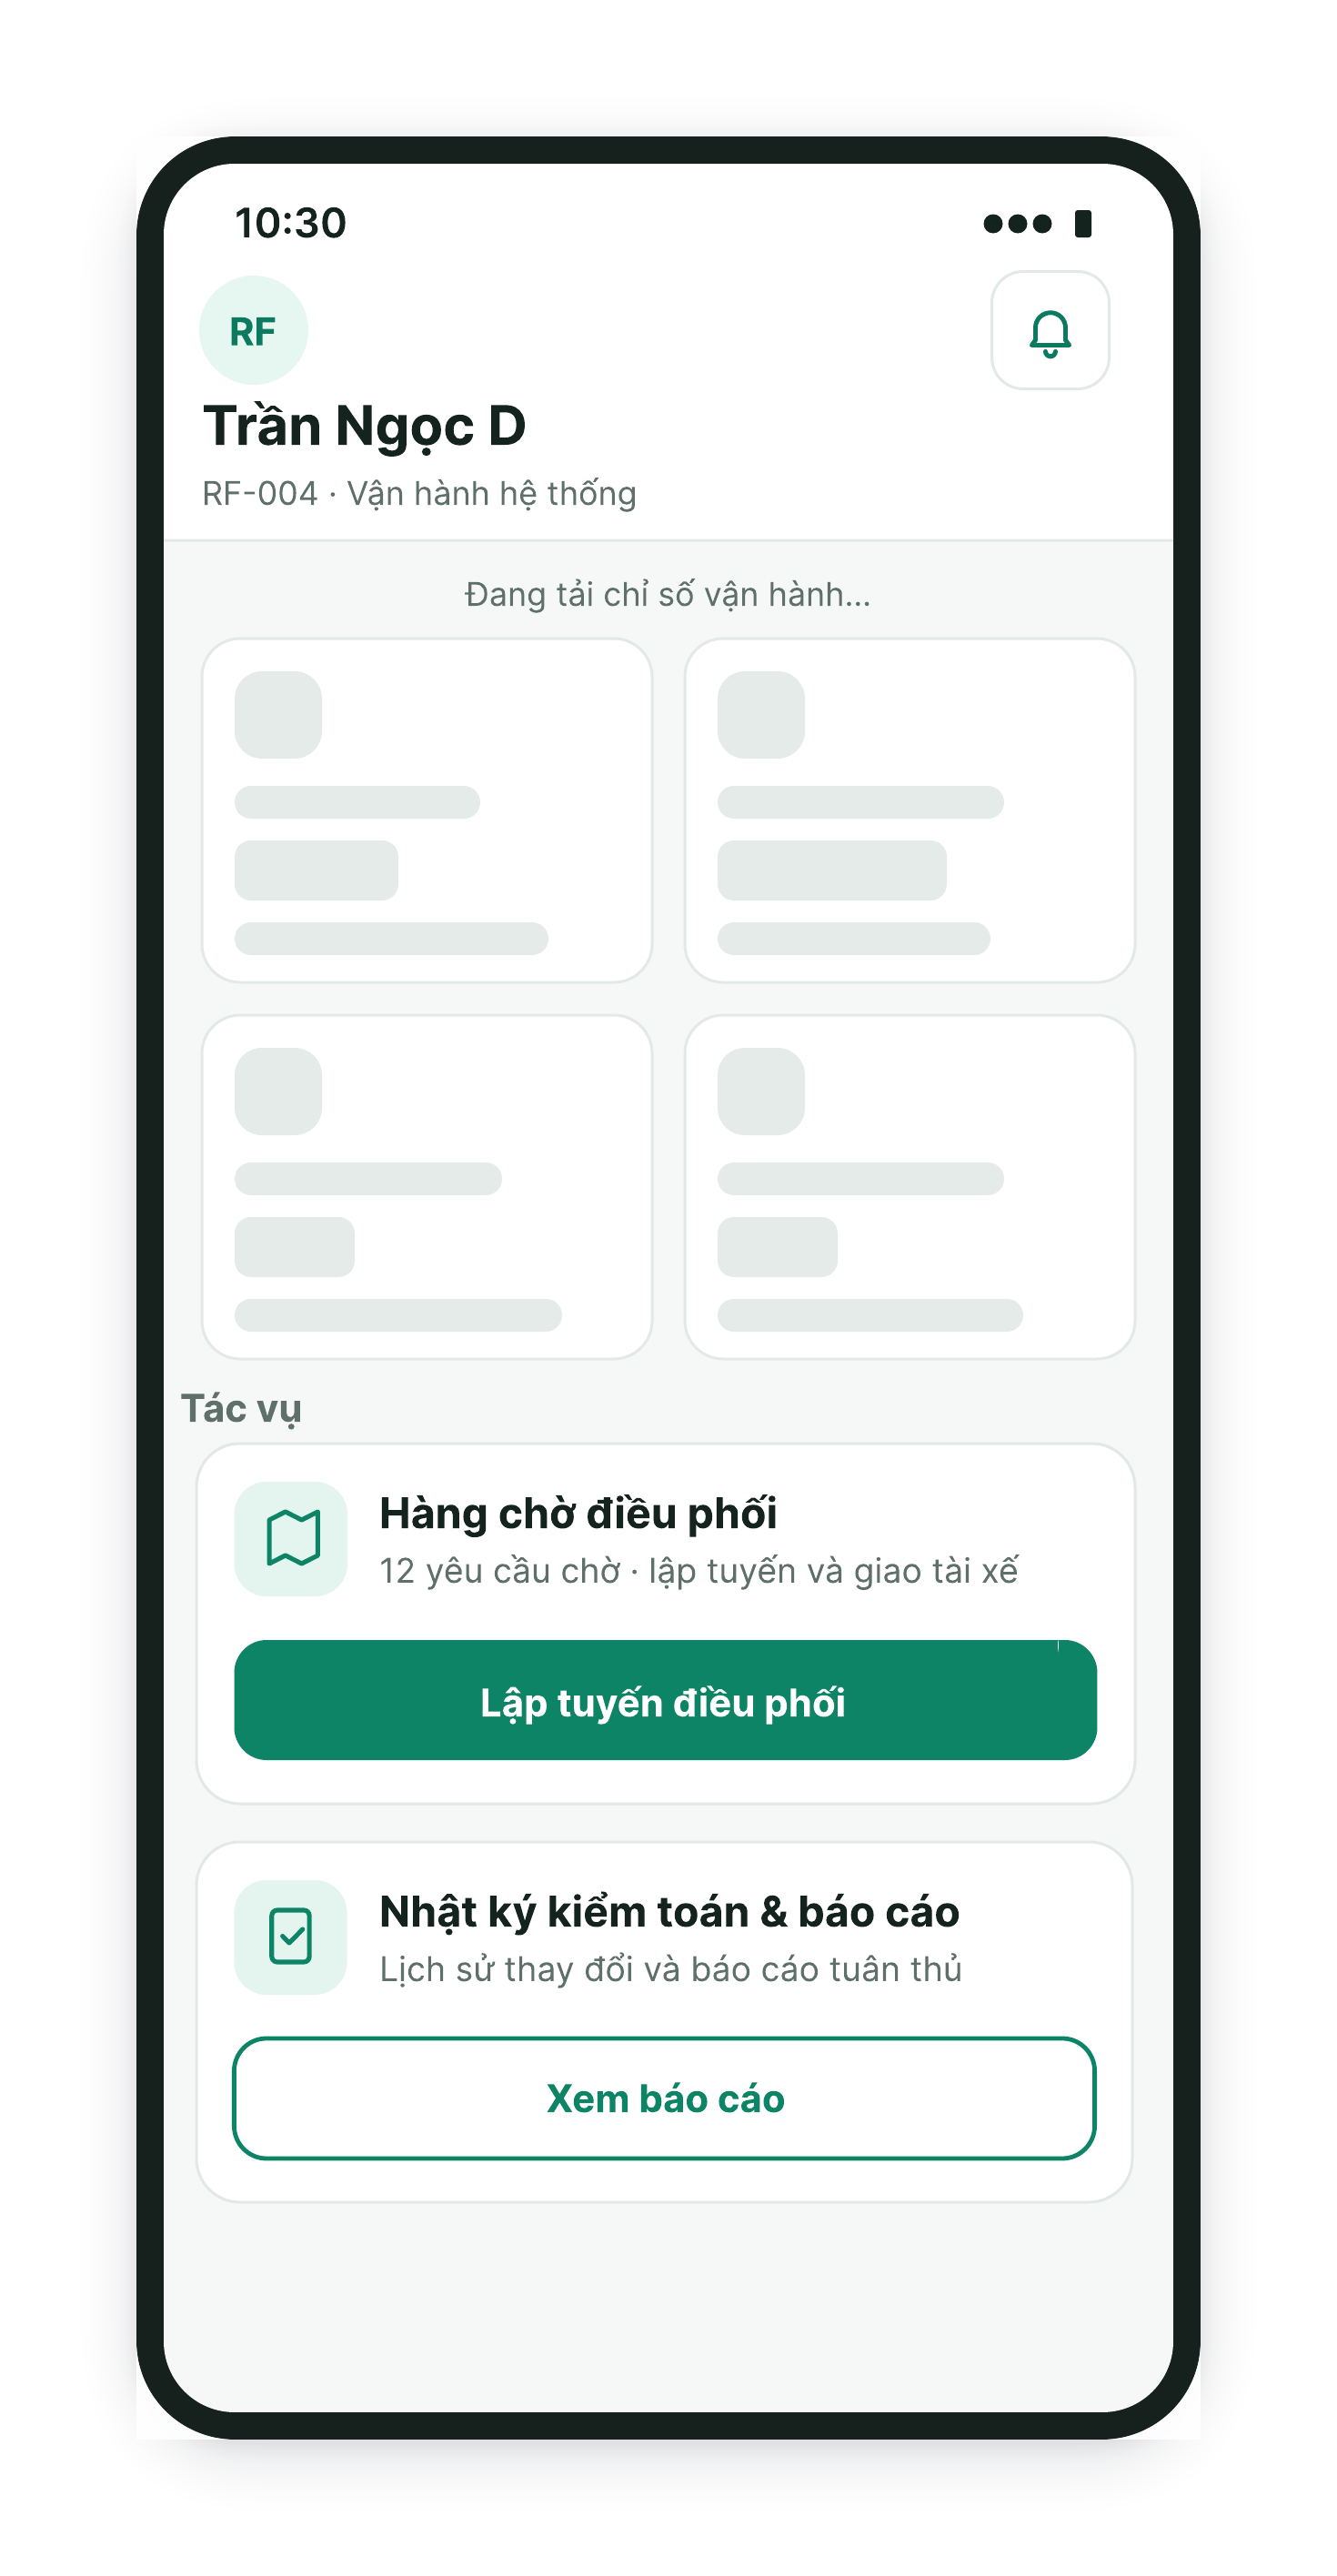 10:30
RF
Trần Ngọc D
RF-004 · Vận hành hệ thống
Đang tải chỉ số vận hành...
Tác vụ
Hàng chờ điều phối
12 yêu cầu chờ · lập tuyến và giao tài xế
Lập tuyến điều phối
Nhật ký kiểm toán & báo cáo
Lịch sử thay đổi và báo cáo tuân thủ
Xem báo cáo